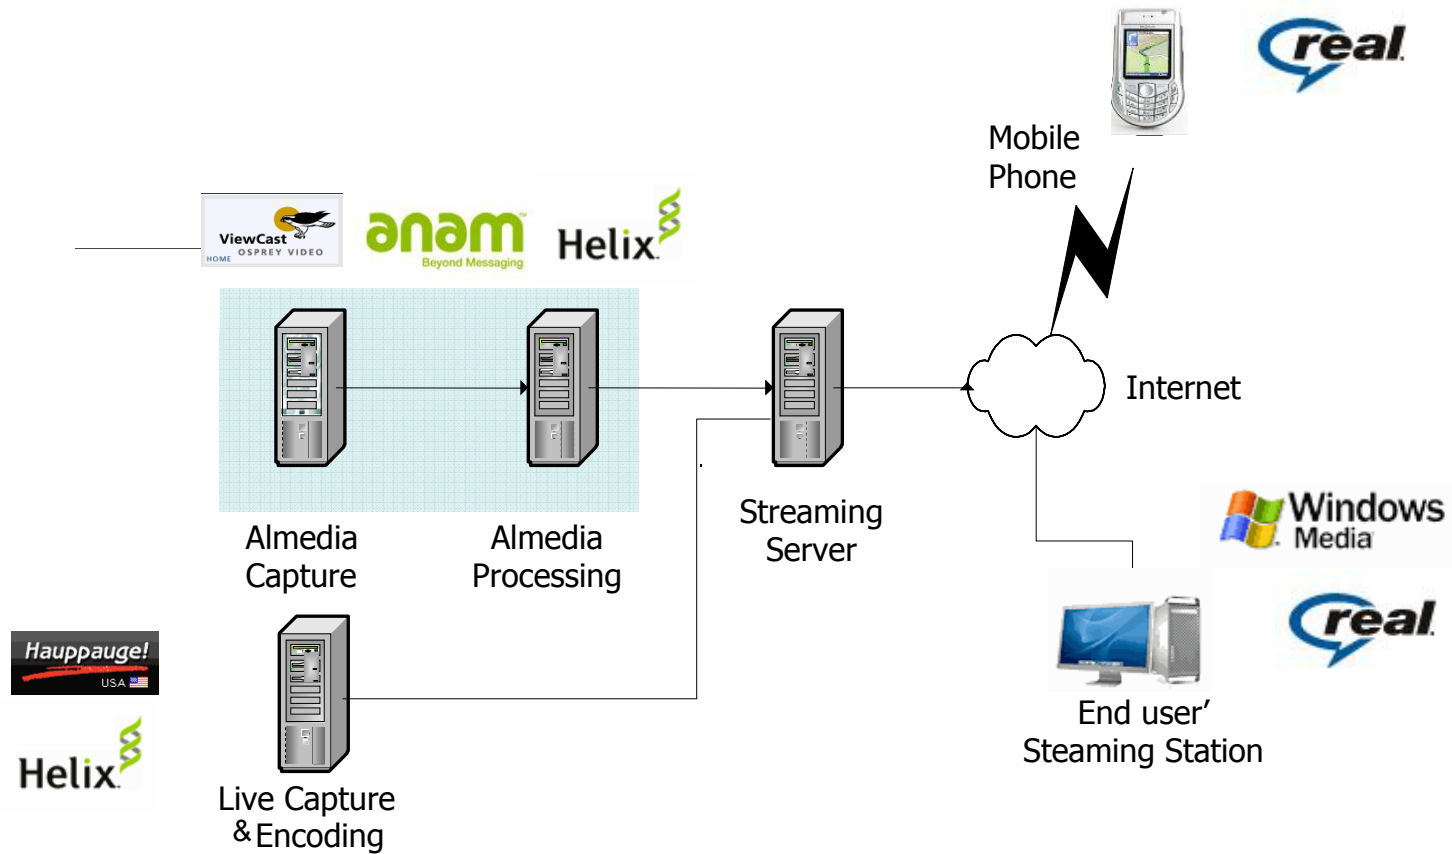 real.
Mobile
Phone
ViewCast
OSPREY VIDEO
HOME
anam™
Beyond Messaging
Helix.
Internet
Streaming
Server
Windows
Media
Almedia
Capture
Almedia
Processing
real.
Hauppauge!
USA
Helix.
End user’
Steaming Station
Live Capture
& Encoding